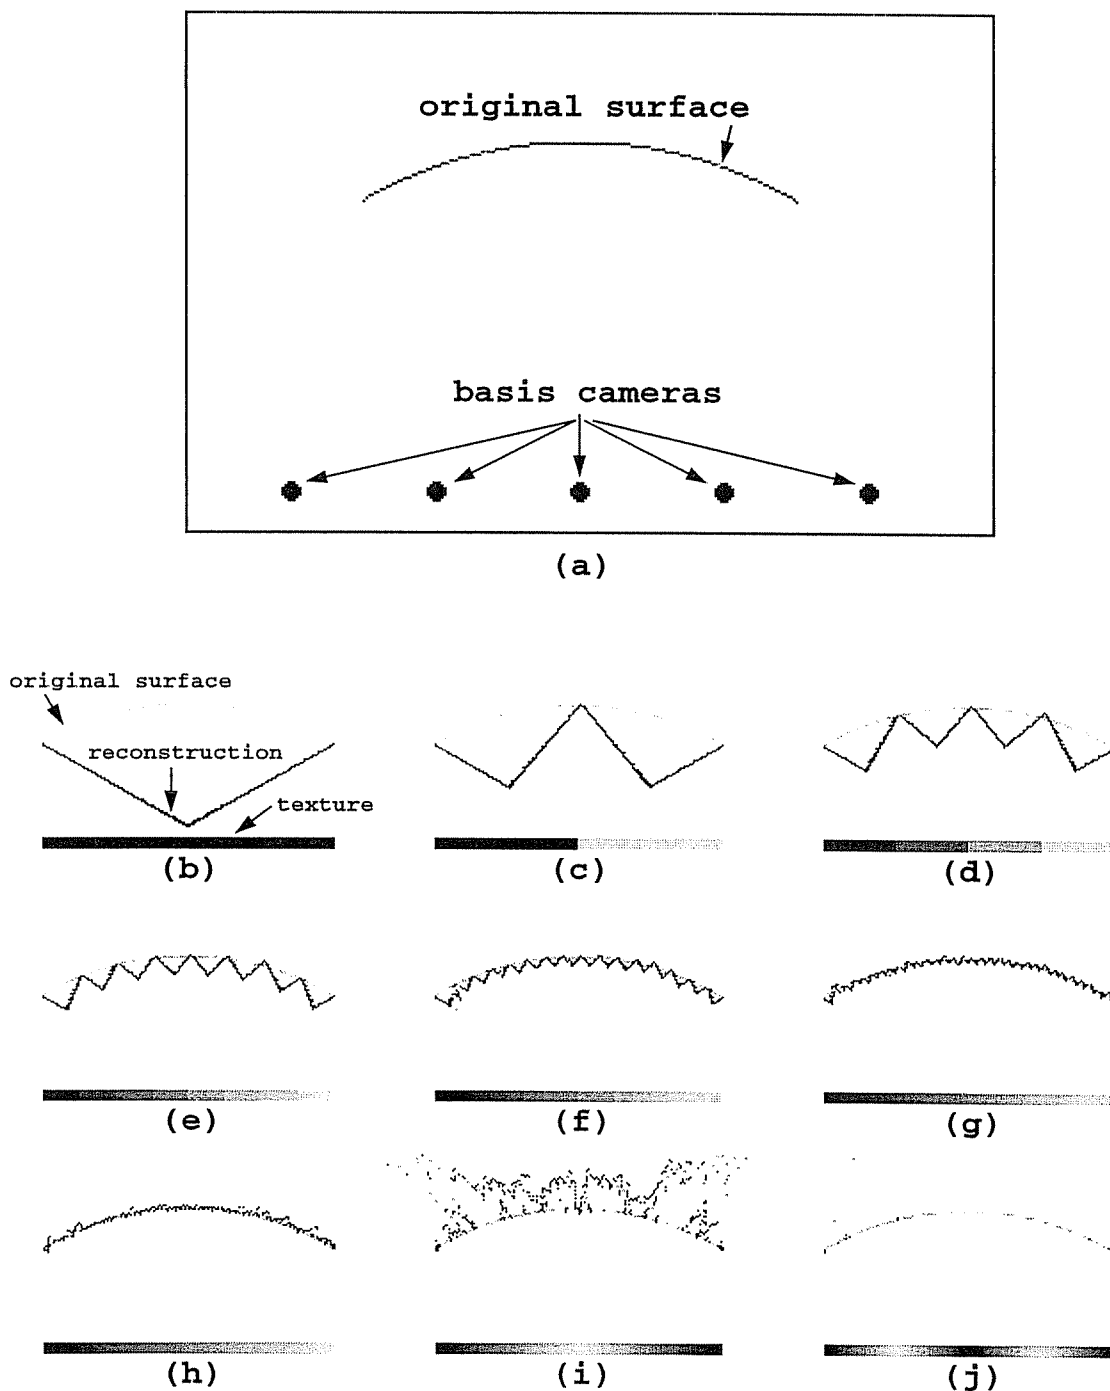 original surface
basis cameras
(a)
original surface
reconstruction
texture
(b)
(c)
(d)
(e)
(f)
(g)
(h)
(i)
(j)